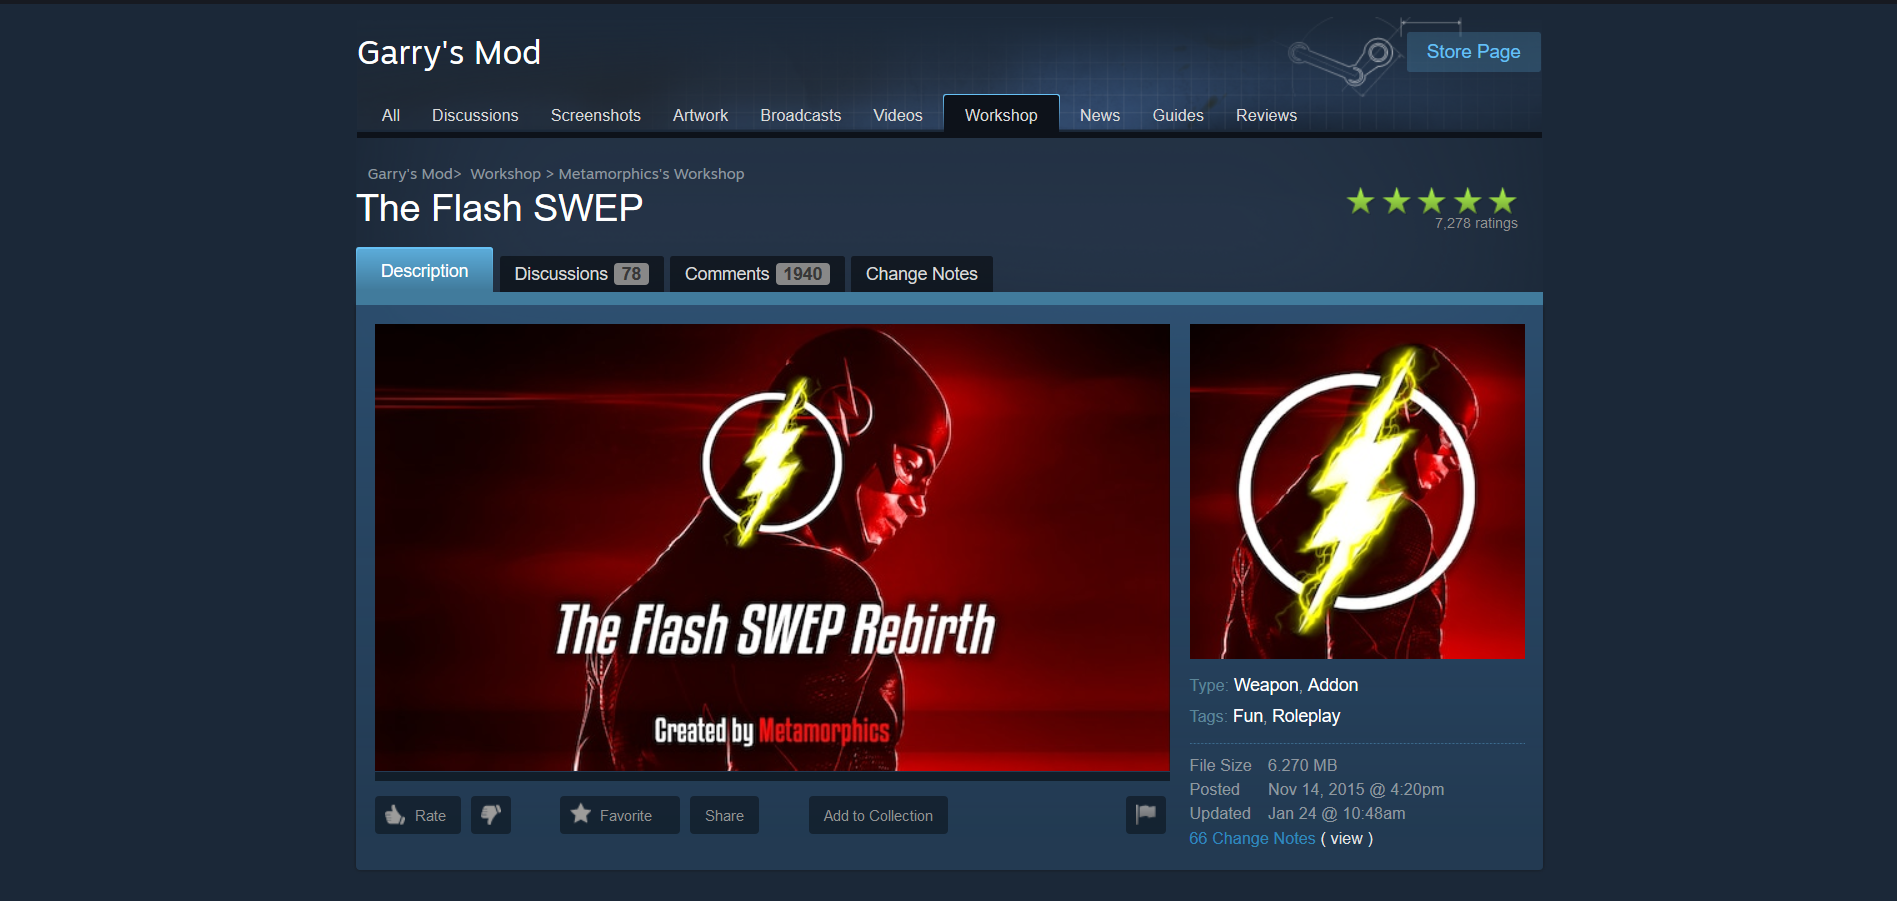 Garry's Mod
Store Page
All Discussions Screenshots Artwork Broadcasts Videos Workshop News Guides Reviews
Garry's Mod> Workshop > Metamorphics's Workshop
The Flash SWEP
7,278 ratings
Description Discussions 78 Comments 1940 Change Notes
The Flash SWEP Rebirth
Created by Metamorphics
Type: Weapon, Addon
Tags: Fun, Roleplay
File Size 6.270 MB
Posted Nov 14, 2015 @ 4:20pm
Updated Jan 24 @ 10:48am
66 Change Notes ( view )
Rate Favorite Share Add to Collection